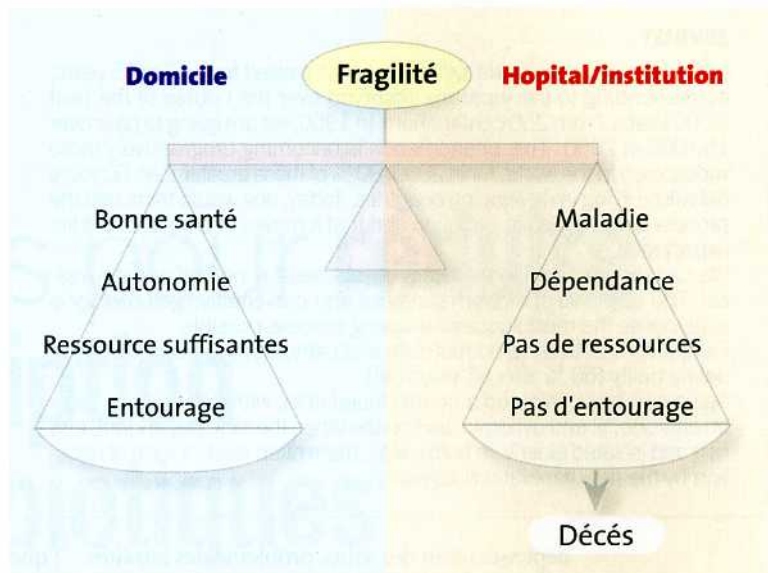 Domicile
Fragilité
Hopital/institution
Bonne santé
Maladie
Autonomie
Dépendance
Ressource suffisantes
Pas de ressources
Entourage
Pas d'entourage
Décés